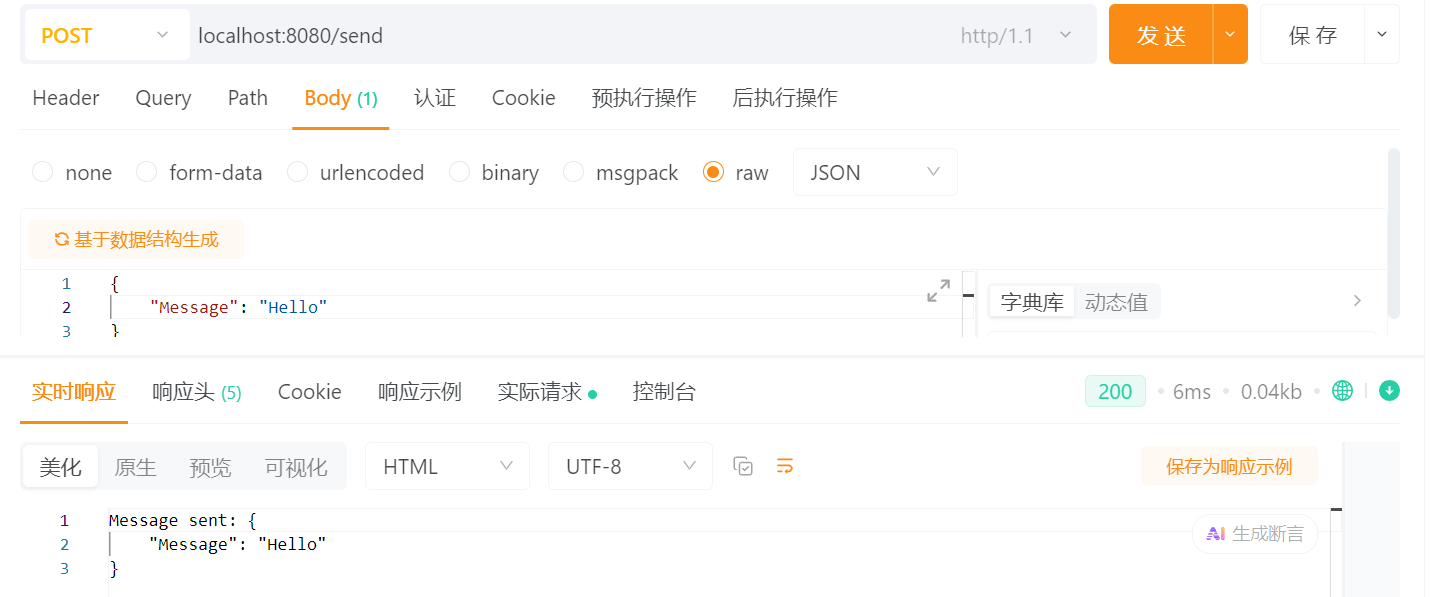 POST localhost:8080/send http/1.1 发送 保存
Header Query Path Body (1) 认证 Cookie 预执行操作 后执行操作
none form-data urlencoded binary msgpack raw JSON
基于数据结构生成
1 {
2 "Message": "Hello"
3 }
字典库 动态值
实时响应 响应头 (5) Cookie 响应示例 实际请求 控制台 200 6ms 0.04kb
美化 原生 预览 可视化 HTML UTF-8 保存为响应示例
1 Message sent: {
2 "Message": "Hello"
3 }
AI 生成断言